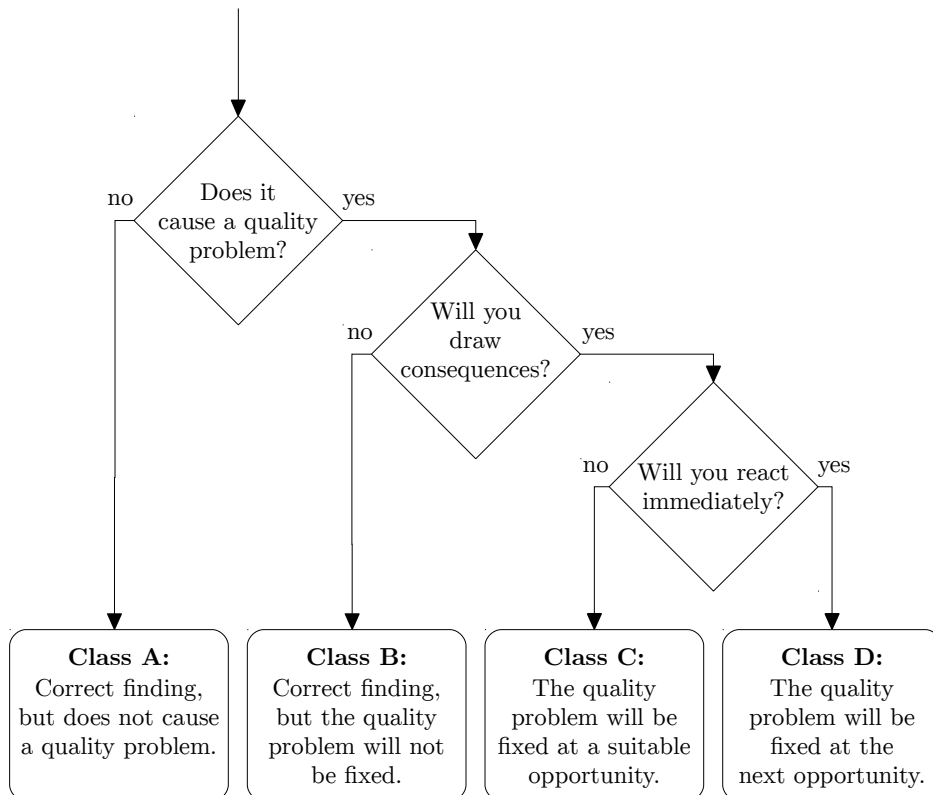 Does it
cause a quality
problem?
no
yes
Will you
draw
consequences?
no
yes
Will you react
immediately?
no
yes
Class A:
Correct finding,
but does not cause
a quality problem.
Class B:
Correct finding,
but the quality
problem will not
be fixed.
Class C:
The quality
problem will be
fixed at a suitable
opportunity.
Class D:
The quality
problem will be
fixed at the
next opportunity.